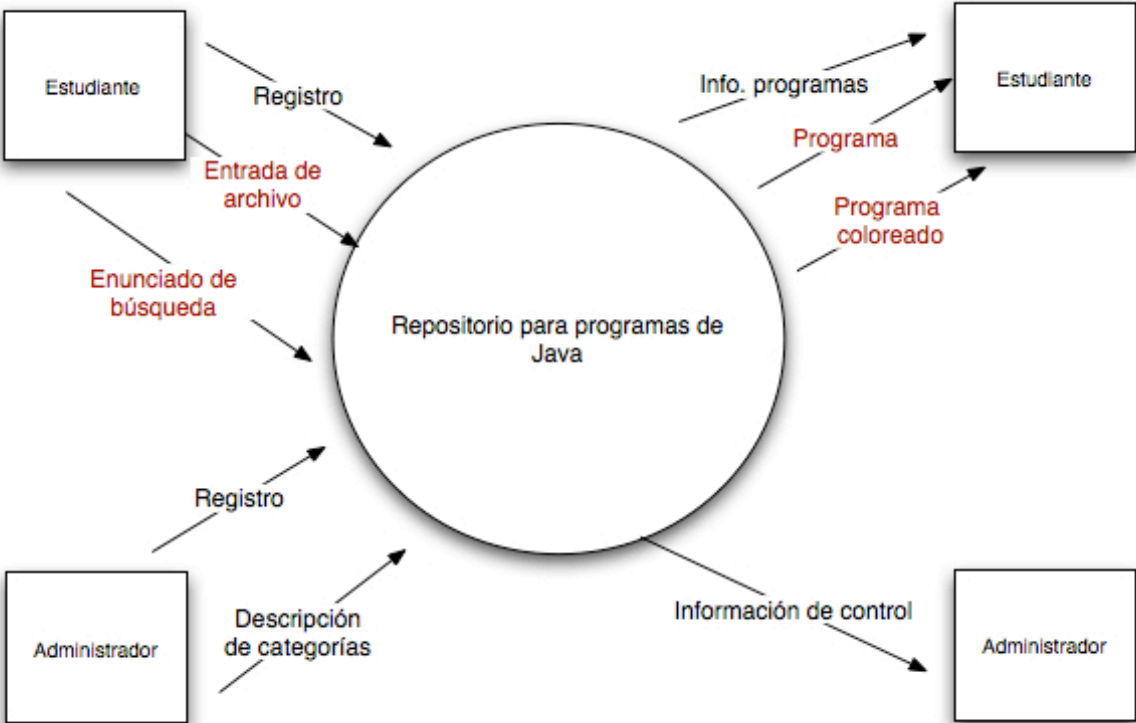 Estudiante
Registro
Entrada de
archivo
Enunciado de
búsqueda
Info. programas
Programa
Programa
coloreado
Estudiante
Repositorio para programas de
Java
Registro
Descripción
de categorías
Administrador
Información de control
Administrador